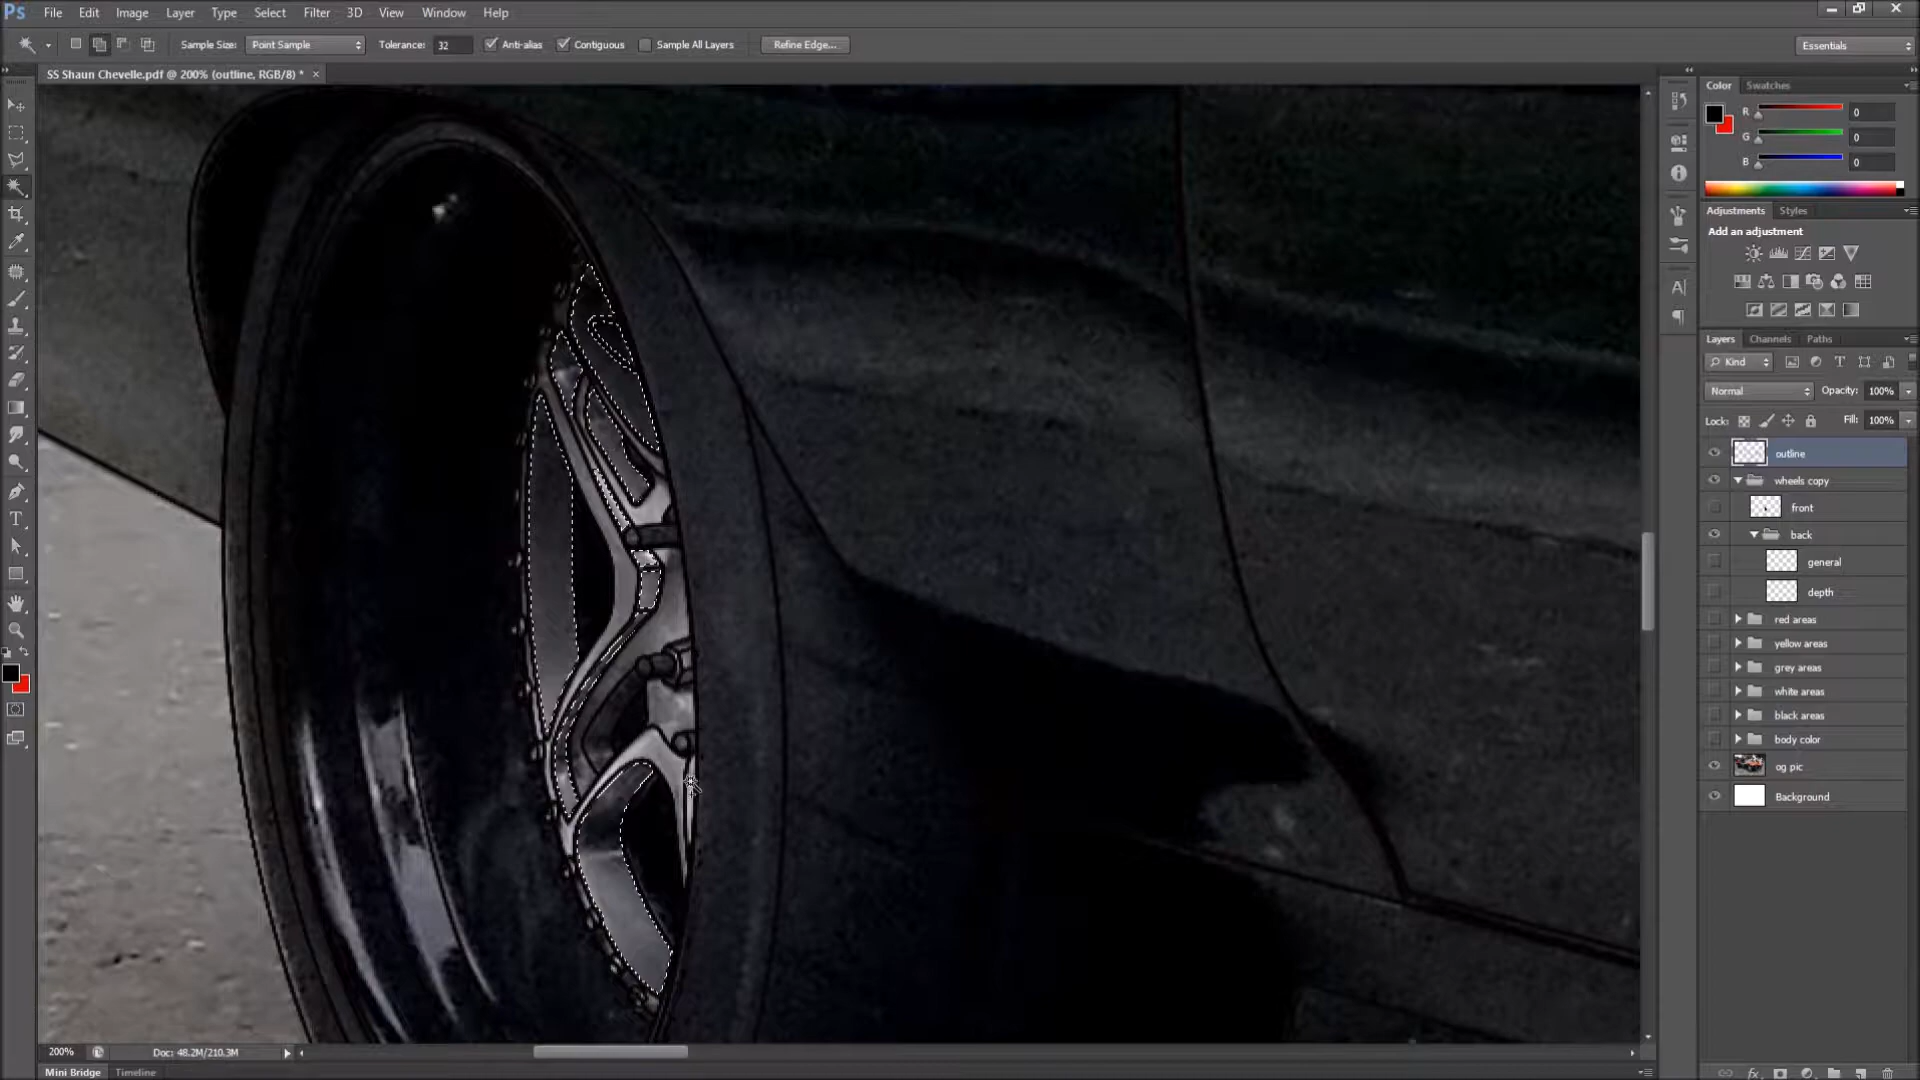 Ps File Edit Image Layer Type Select Filter 3D View Window Help
Sample Size: Point Sample Tolerance: 32 Anti-alias Contiguous Sample All Layers Refine Edge... Essentials
SS Shaun Chevelle.pdf @ 200% (outline, RGB/8) * ×
Color Swatches
R 0
G 0
B 0
Adjustments Styles
Add an adjustment
Layers Channels Paths
Kind
Normal Opacity: 100%
Lock: Fill: 100%
outline
wheels copy
front
back
general
depth
red areas
yellow areas
grey areas
white areas
black areas
body color
og pic
Background
200% Doc: 48.2M/210.3M
Mini Bridge Timeline